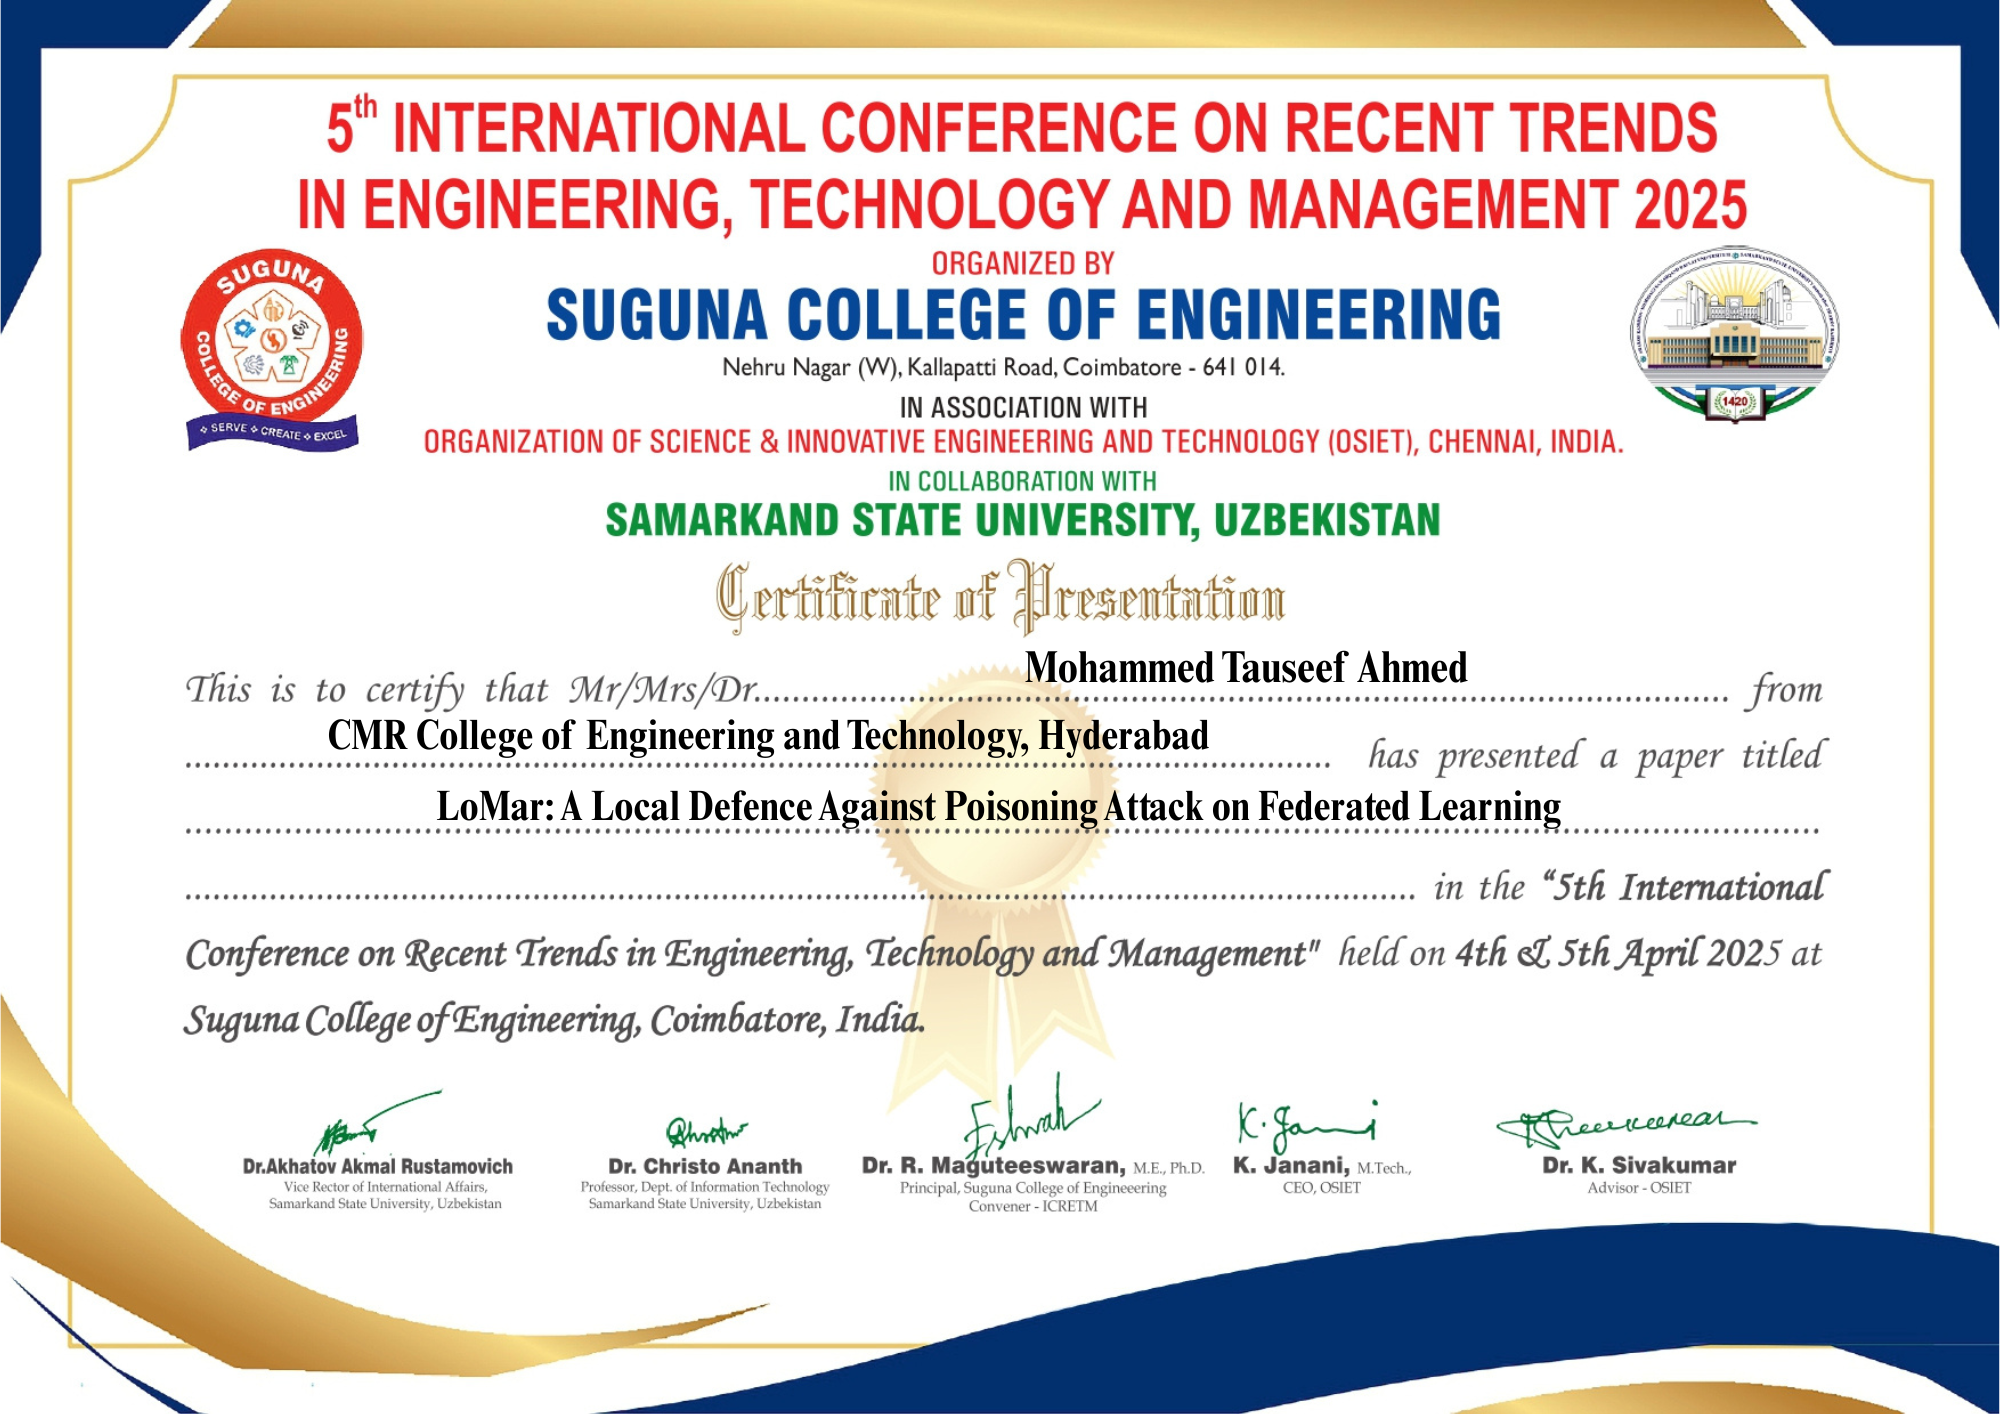 5th INTERNATIONAL CONFERENCE ON RECENT TRENDS
IN ENGINEERING, TECHNOLOGY AND MANAGEMENT 2025
ORGANIZED BY
SUGUNA COLLEGE OF ENGINEERING
Nehru Nagar (W), Kallapatti Road, Coimbatore - 641 014.
IN ASSOCIATION WITH
ORGANIZATION OF SCIENCE & INNOVATIVE ENGINEERING AND TECHNOLOGY (OSIET), CHENNAI, INDIA.
IN COLLABORATION WITH
SAMARKAND STATE UNIVERSITY, UZBEKISTAN
SUGUNA
COLLEGE OF ENGINEERING
SERVE CREATE EXCEL
1420
Certificate of Presentation
This is to certify that Mr/Mrs/Dr. Mohammed Tauseef Ahmed from
CMR College of Engineering and Technology, Hyderabad has presented a paper titled
LoMar: A Local Defence Against Poisoning Attack on Federated Learning
in the “5th International
Conference on Recent Trends in Engineering, Technology and Management" held on 4th & 5th April 2025 at
Suguna College of Engineering, Coimbatore, India.
K. Jani
Dr.Akhatov Akmal Rustamovich
Vice Rector of International Affairs,
Samarkand State University, Uzbekistan
Dr. Christo Ananth
Professor, Dept. of Information Technology
Samarkand State University, Uzbekistan
Dr. R. Maguteeswaran, M.E., Ph.D.
Principal, Suguna College of Engineeering
Convener - ICRETM
K. Janani, M.Tech.,
CEO, OSIET
Dr. K. Sivakumar
Advisor - OSIET